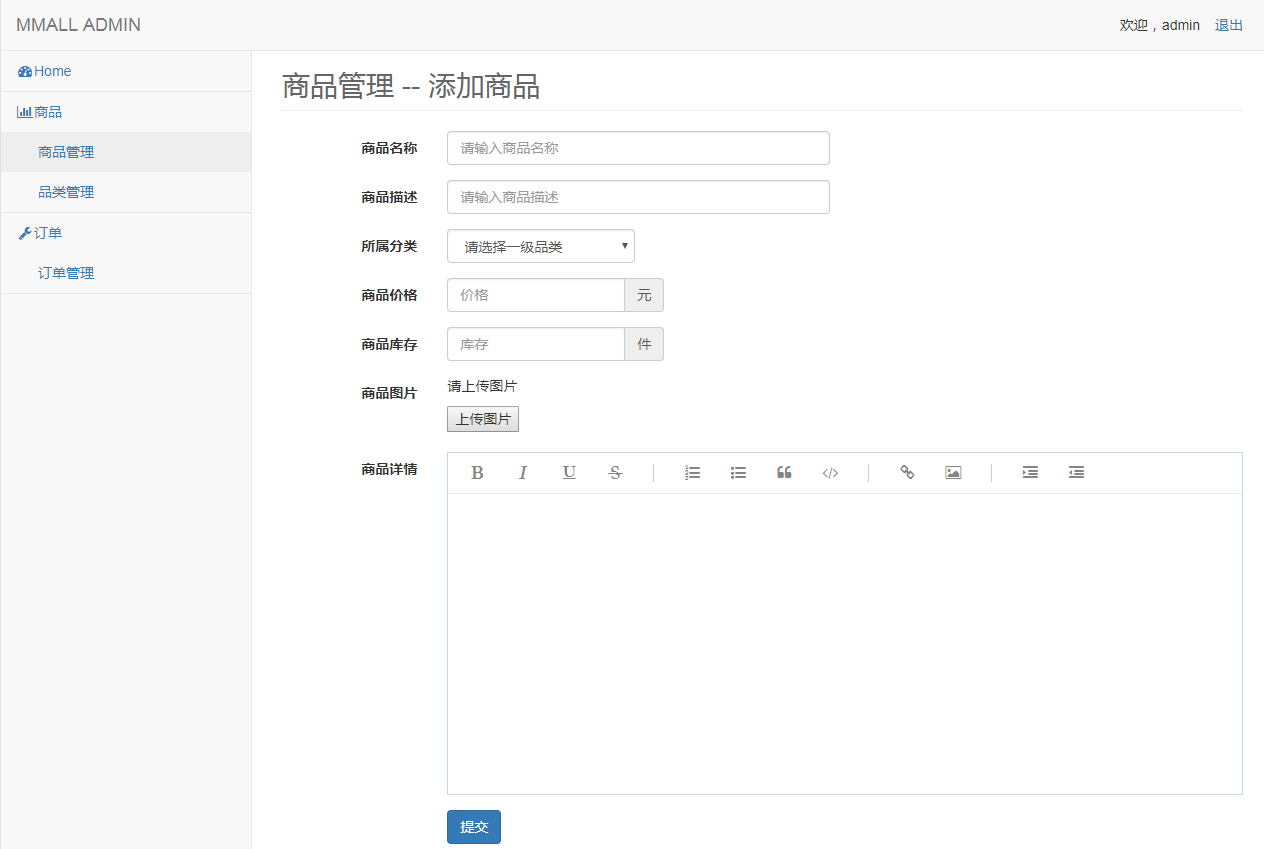 MMALL ADMIN
欢迎，admin 退出
Home
商品
商品管理
品类管理
订单
订单管理
商品管理 -- 添加商品
商品名称 请输入商品名称
商品描述 请输入商品描述
所属分类 请选择一级品类
商品价格 价格 元
商品库存 库存 件
商品图片 请上传图片
上传图片
商品详情 B I U S
提交